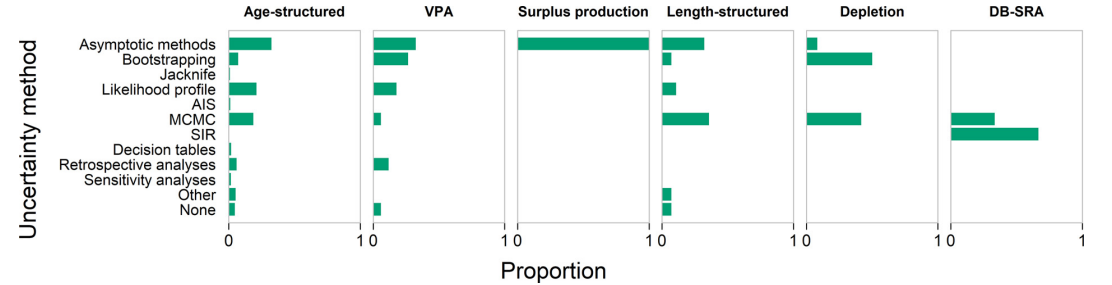 Age-structured VPA Surplus production Length-structured Depletion DB-SRA
Uncertainty method
Asymptotic methods
Bootstrapping
Jacknife
Likelihood profile
AIS
MCMC
SIR
Decision tables
Retrospective analyses
Sensitivity analyses
Other
None
0 1 0 1 0 1 0 1 0 1 0 1
Proportion